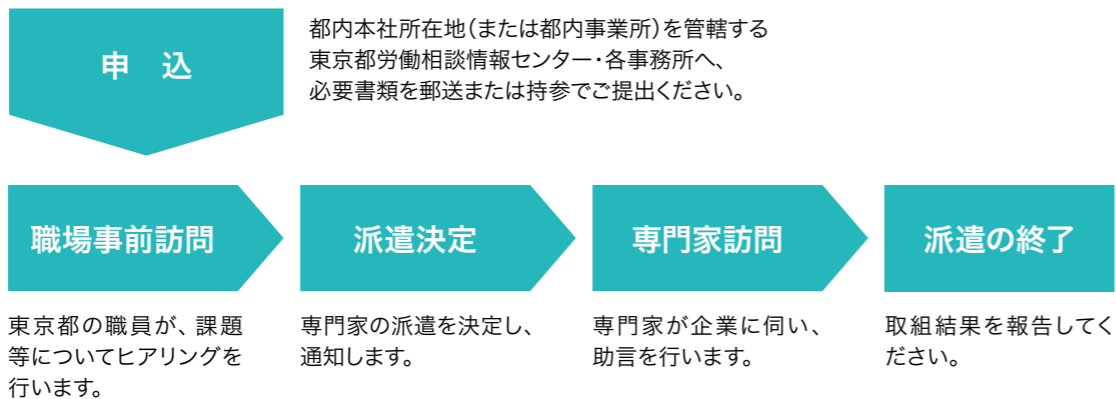 申　込
都内本社所在地（または都内事業所）を管轄する
東京都労働相談情報センター・各事務所へ、
必要書類を郵送または持参でご提出ください。
職場事前訪問
東京都の職員が、課題
等についてヒアリングを
行います。
派遣決定
専門家の派遣を決定し、
通知します。
専門家訪問
専門家が企業に伺い、
助言を行います。
派遣の終了
取組結果を報告してく
ださい。